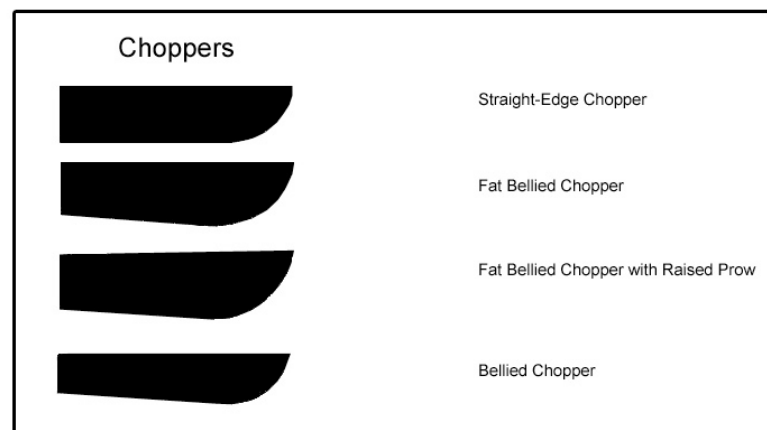 Choppers
Straight-Edge Chopper
Fat Bellied Chopper
Fat Bellied Chopper with Raised Prow
Bellied Chopper